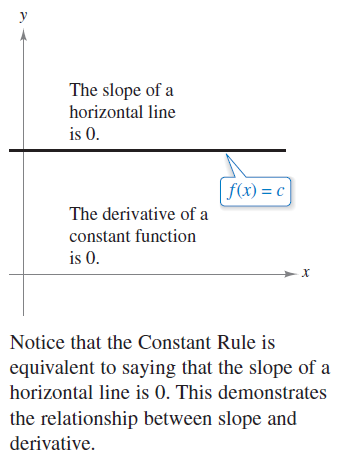 y
The slope of a
horizontal line
is 0.
f(x) = c
The derivative of a
constant function
is 0.
x
Notice that the Constant Rule is
equivalent to saying that the slope of a
horizontal line is 0. This demonstrates
the relationship between slope and
derivative.